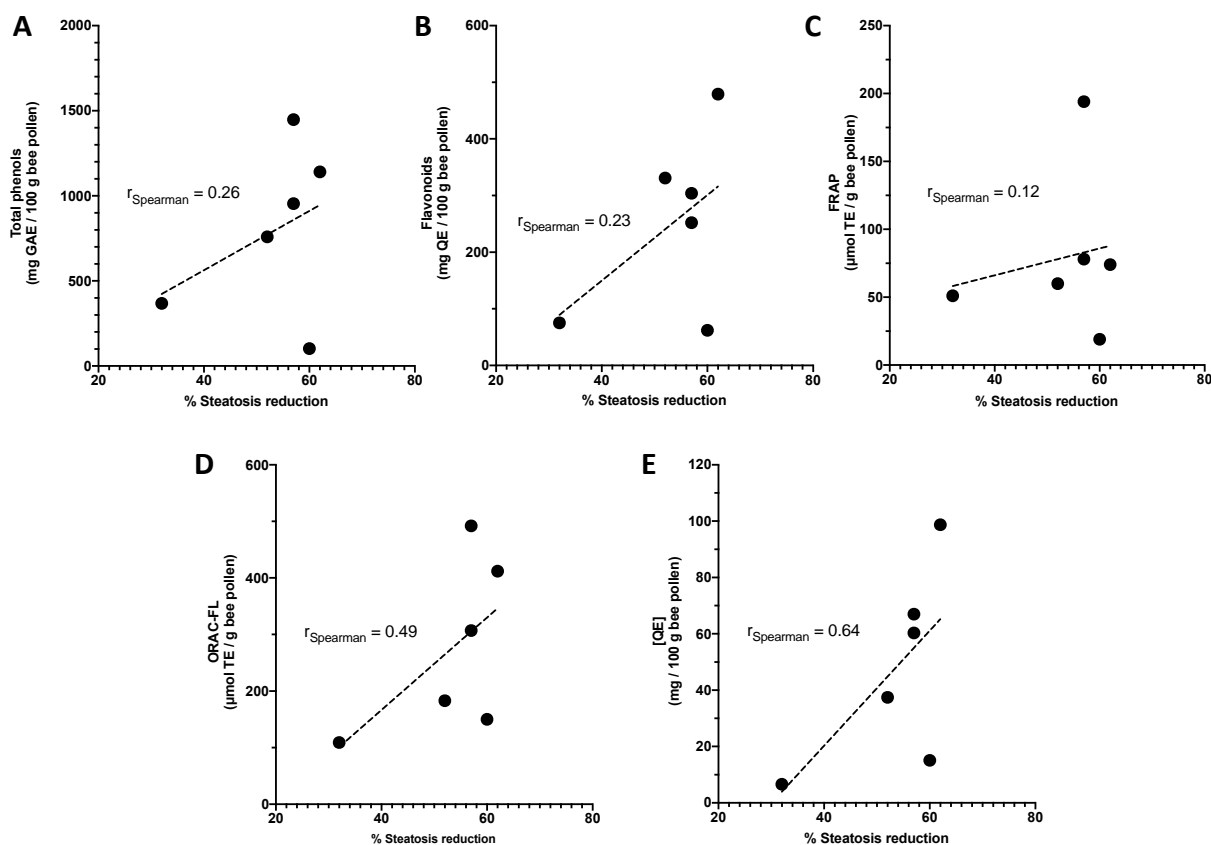 A
Total phenols
(mg GAE / 100 g bee pollen)
2000
1500
1000
500
0
rSpearman = 0.26
20 40 60 80
% Steatosis reduction
B
Flavonoids
(mg QE / 100 g bee pollen)
600
400
200
0
rSpearman = 0.23
20 40 60 80
% Steatosis reduction
C
FRAP
(µmol TE / g bee pollen)
250
200
150
100
50
0
rSpearman = 0.12
20 40 60 80
% Steatosis reduction
D
ORAC-FL
(µmol TE / g bee pollen)
600
400
200
0
rSpearman = 0.49
20 40 60 80
% Steatosis reduction
E
[QE]
(mg / 100 g bee pollen)
120
100
80
60
40
20
0
rSpearman = 0.64
20 40 60 80
% Steatosis reduction